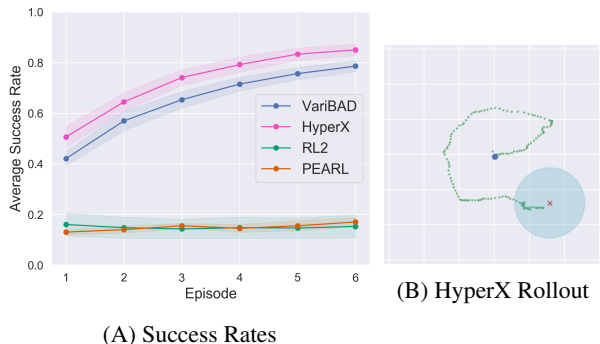 1.0
0.8
0.6
0.4
0.2
0.0
Average Success Rate
VariBAD
HyperX
RL2
PEARL
1 2 3 4 5 6
Episode
(A) Success Rates
(B) HyperX Rollout